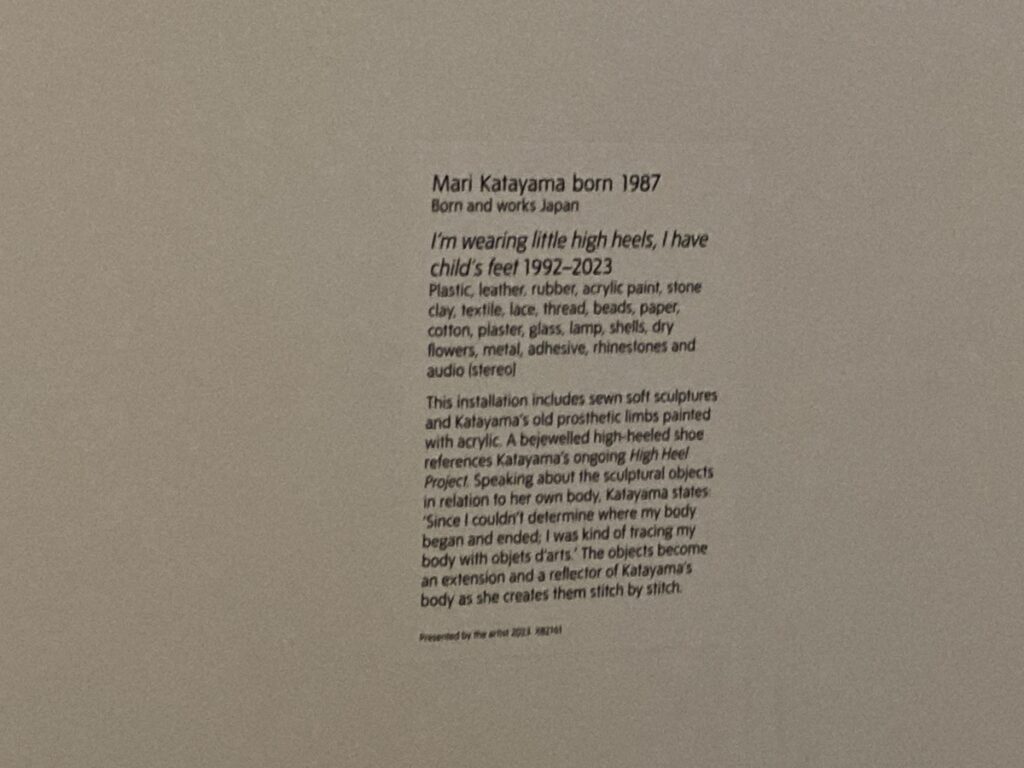 Mari Katayama born 1987
Born and works Japan
I'm wearing little high heels, I have
child's feet 1992–2023
Plastic, leather, rubber, acrylic paint, stone
clay, textile, lace, thread, beads, paper,
cotton, plaster, glass, lamp, shells, dry
flowers, metal, adhesive, rhinestones and
audio (stereo)
This installation includes sewn soft sculptures
and Katayama's old prosthetic limbs painted
with acrylic. A bejewelled high-heeled shoe
references Katayama's ongoing High Heel
Project. Speaking about the sculptural objects
in relation to her own body, Katayama states:
'Since I couldn't determine where my body
began and ended; I was kind of tracing my
body with objets d'arts.' The objects become
an extension and a reflector of Katayama's
body as she creates them stitch by stitch.
Presented by the artist 2023